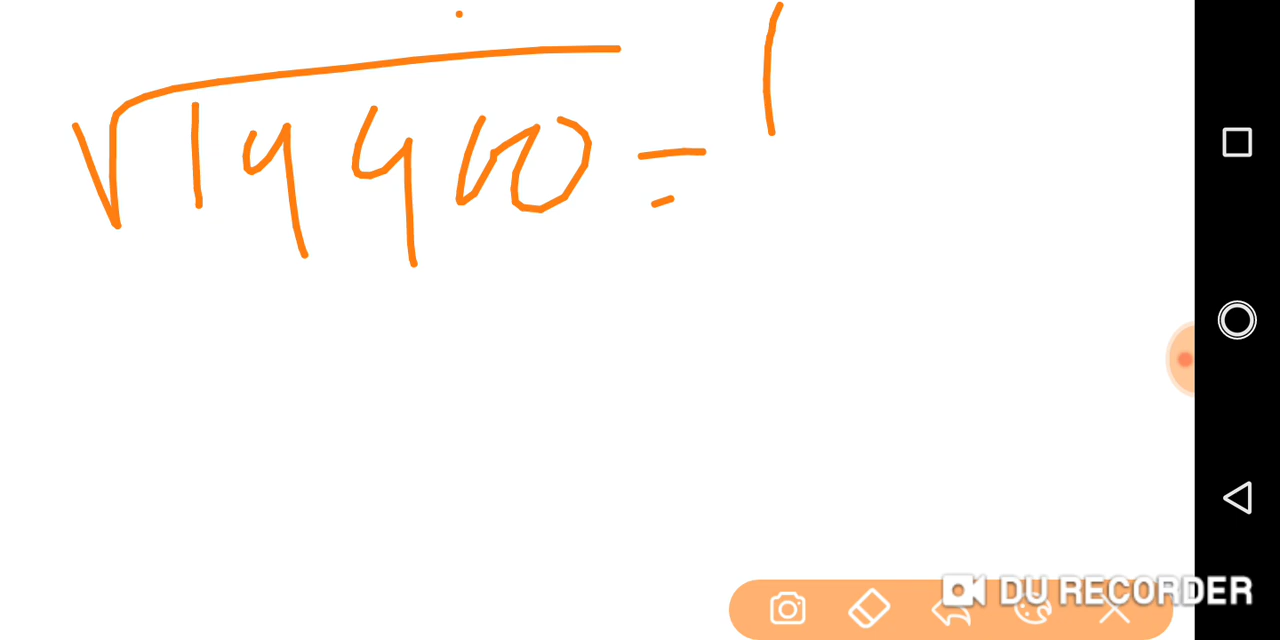 √14400 = 1
DU RECORDER